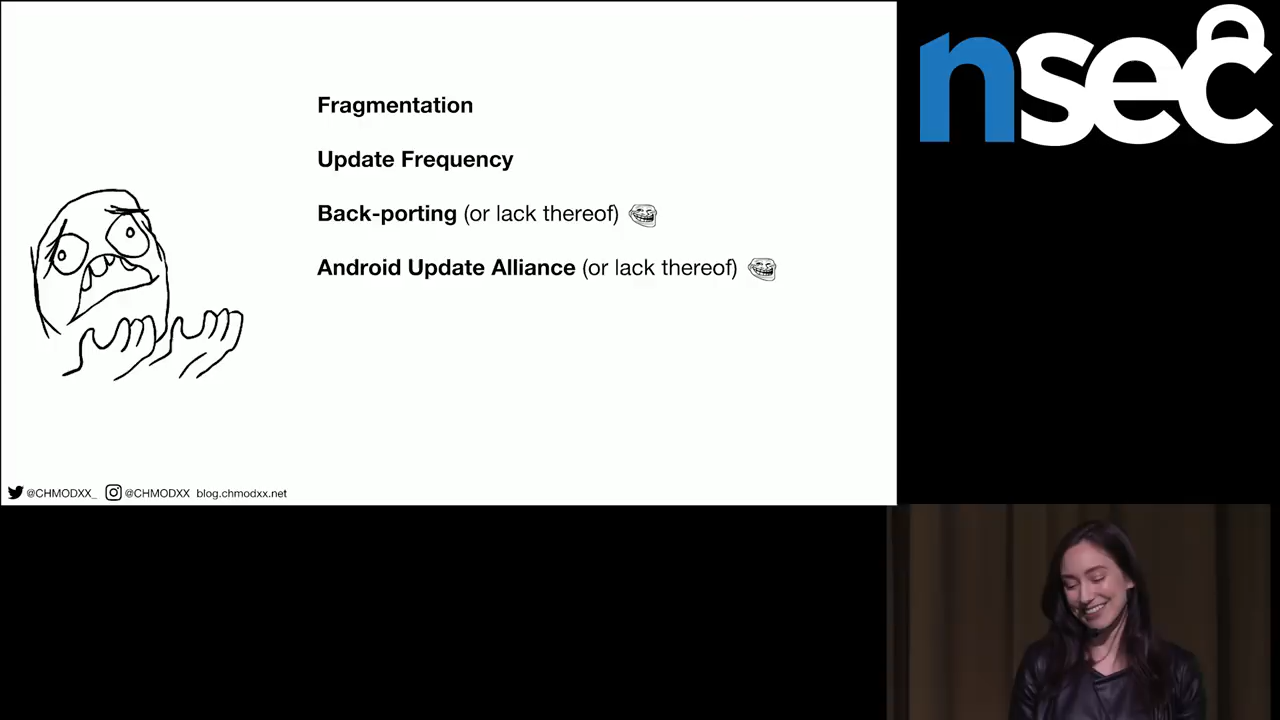 Fragmentation
Update Frequency
Back-porting (or lack thereof)
Android Update Alliance (or lack thereof)
@CHMODXX_ @CHMODXX blog.chmodxx.net
nsec